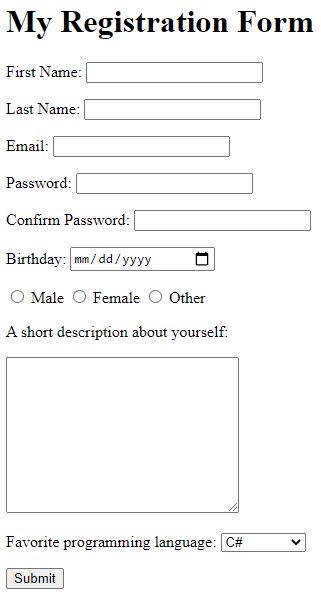 My Registration Form
First Name:
Last Name:
Email:
Password:
Confirm Password:
Birthday: mm/dd/yyyy
Male Female Other
A short description about yourself:
Favorite programming language: C#
Submit